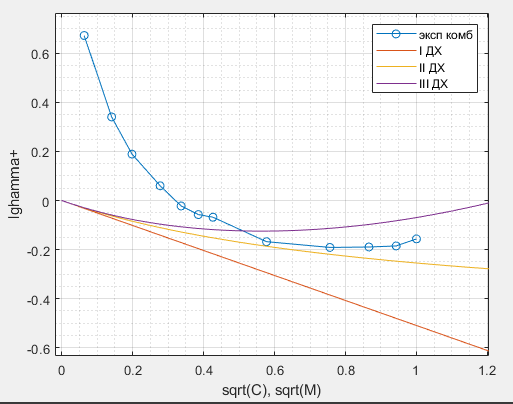 эксп комб
I ДХ
II ДХ
III ДХ
0.6
0.4
0.2
0
-0.2
-0.4
-0.6
lghamma+
0 0.2 0.4 0.6 0.8 1 1.2
sqrt(C), sqrt(M)